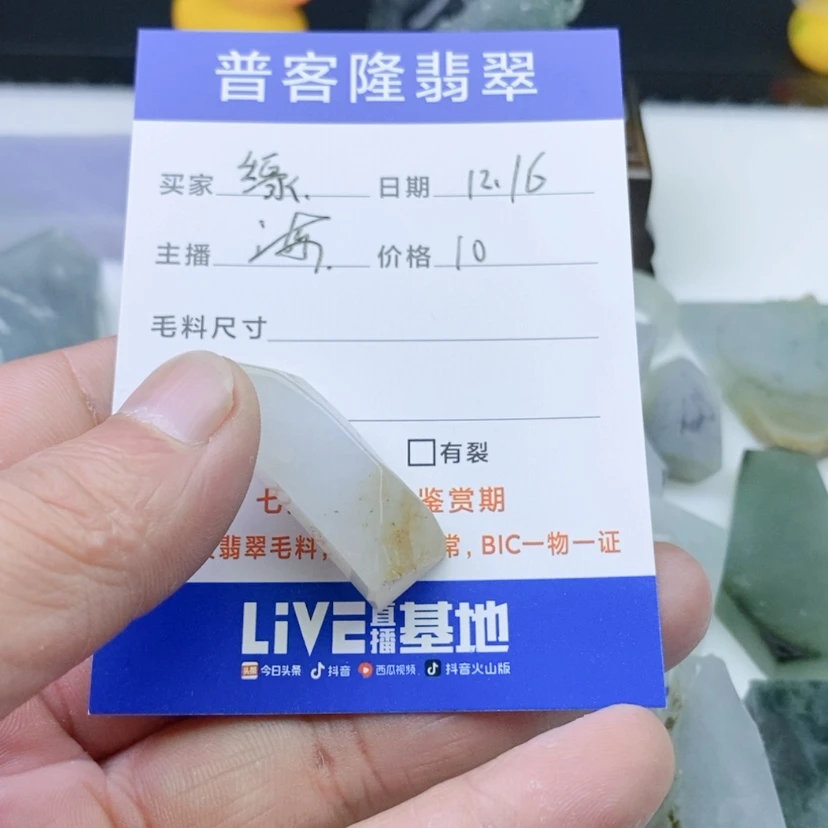 普客隆翡翠
买家 缘 日期 12.16
主播 价格 10
毛料尺寸
有裂
七 鉴赏期
翡翠毛料， 常，BIC一物一证
LiVE直播基地
头条 今日头条 抖音 西瓜视频 抖音火山版